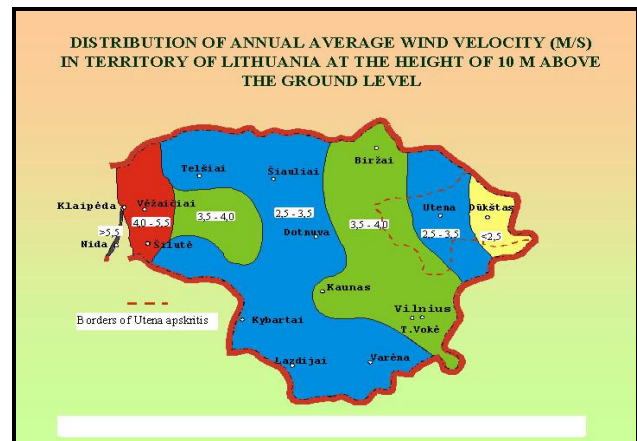 DISTRIBUTION OF ANNUAL AVERAGE WIND VELOCITY (M/S)
IN TERRITORY OF LITHUANIA AT THE HEIGHT OF 10 M ABOVE
THE GROUND LEVEL
Biržai
Telšiai
Šiauliai
Klaipėda
Vėžaičiai
Utena
Dūkštas
4,0 - 5,5
3,5 - 4,0
2,5 - 3,5
3,5 - 4,0
>5,5
2,5 - 3,5
<2,5
Nida
Šilutė
Dotnuva
Kaunas
Borders of Utena apskritis
Kybartai
Vilnius
T.Vokė
Lazdijai
Varėna